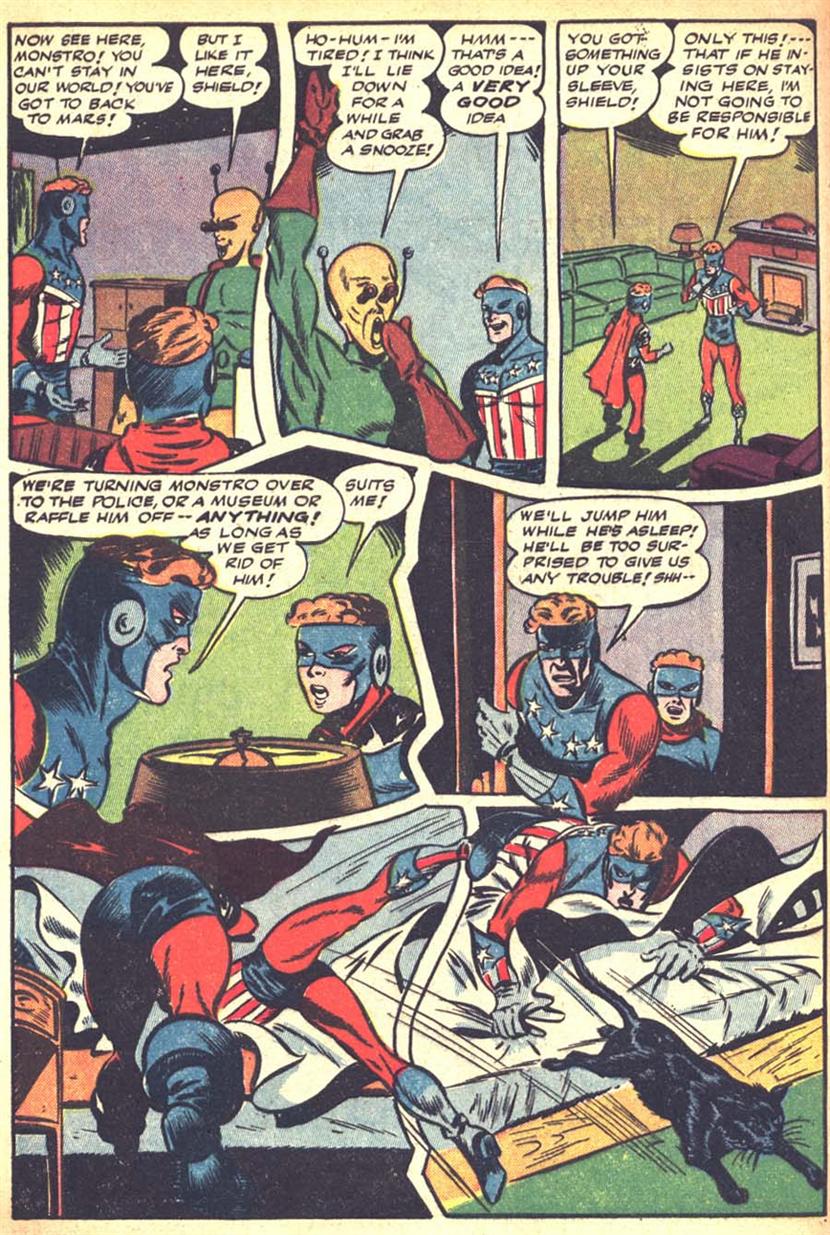 NOW SEE HERE,
MONSTRO! YOU
CAN'T STAY IN
OUR WORLD! YOU'VE
GOT TO BACK
TO MARS!
BUT I
LIKE IT
HERE,
SHIELD!
HO-HUM-I'M
TIRED! I THINK
I'LL LIE
DOWN
FOR A
WHILE
AND GRAB
A SNOOZE!
HMM---
THAT'S A
GOOD IDEA!
A VERY
GOOD
IDEA
YOU GOT
SOMETHING
UP YOUR
SLEEVE,
SHIELD!
ONLY THIS!---
THAT IF HE IN-
SISTS ON STAY-
ING HERE, I'M
NOT GOING TO
BE RESPONSIBLE
FOR HIM!
WE'RE TURNING MONSTRO OVER
TO THE POLICE, OR A MUSEUM OR
RAFFLE HIM OFF--ANYTHING!
AS LONG AS
WE GET
RID OF
HIM!
SUITS
ME!
WE'LL JUMP HIM
WHILE HE'S ASLEEP!
HE'LL BE TOO SUR-
PRISED TO GIVE US
ANY TROUBLE! SHH--